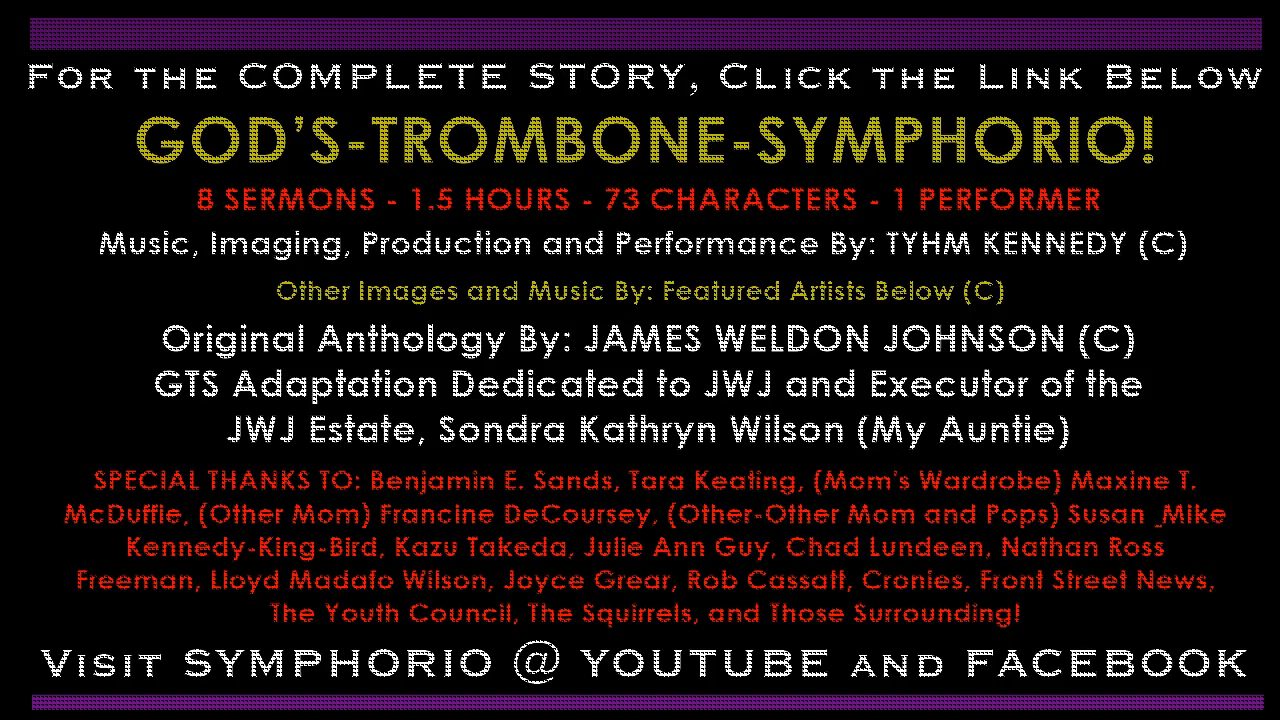 For the COMPLETE STORY, Click the Link Below
GOD'S-TROMBONE-SYMPHORIO!
8 SERMONS - 1.5 HOURS - 73 CHARACTERS - 1 PERFORMER
Music, Imaging, Production and Performance By: TYHM KENNEDY (C)
Other Images and Music By: Featured Artists Below (C)
Original Anthology By: JAMES WELDON JOHNSON (C)
GTS Adaptation Dedicated to JWJ and Executor of the
JWJ Estate, Sondra Kathryn Wilson (My Auntie)
SPECIAL THANKS TO: Benjamin E. Sands, Tara Keating, (Mom's Wardrobe) Maxine T.
McDuffie, (Other Mom) Francine DeCoursey, (Other-Other Mom and Pops) Susan _Mike
Kennedy-King-Bird, Kazu Takeda, Julie Ann Guy, Chad Lundeen, Nathan Ross
Freeman, Lloyd Madafo Wilson, Joyce Grear, Rob Cassatt, Cronies, Front Street News,
The Youth Council, The Squirrels, and Those Surrounding!
Visit SYMPHORIO @ YOUTUBE and FACEBOOK